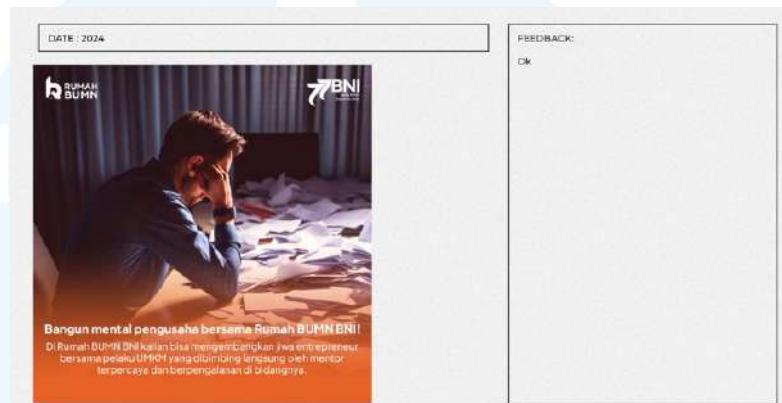 DATE : 2024
RUMAH
BUMN
77 BNI
Bangun mental pengusaha bersama Rumah BUMN BNI!
Di Rumah BUMN BNI kalian bisa mengembangkan jiwa entrepreneur
bersama pelaku UMKM yang dibimbing langsung oleh mentor
terpercaya dan berpengalaman di bidangnya.
FEEDBACK:
Ok